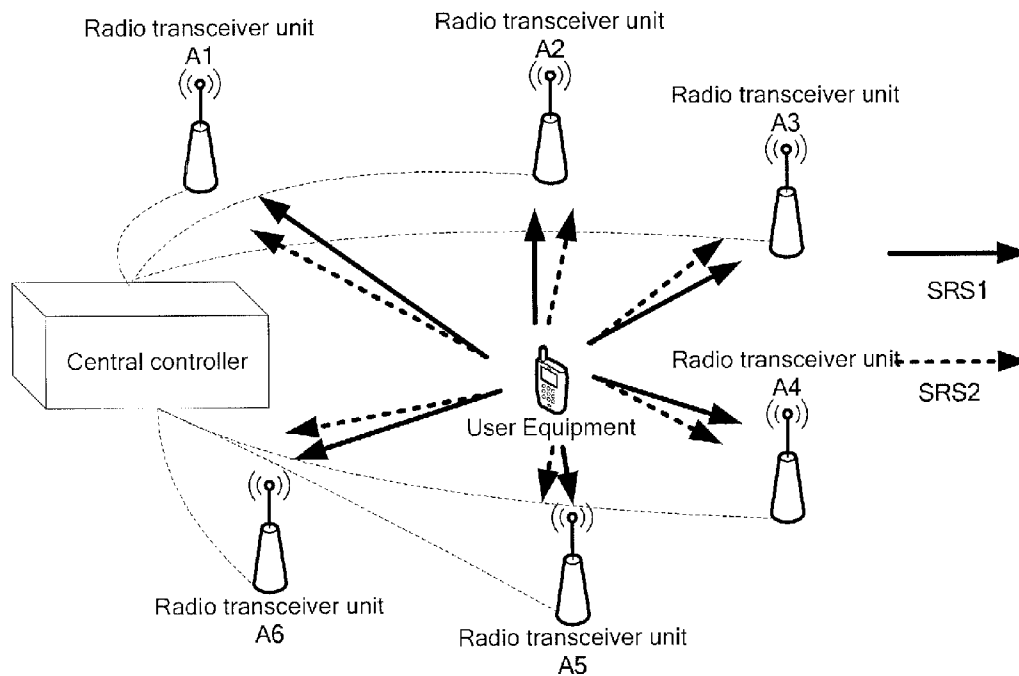 Radio transceiver unit
A1
Radio transceiver unit
A2
Radio transceiver unit
A3
SRS1
Central controller
Radio transceiver unit
A4
SRS2
User Equipment
Radio transceiver unit
A6
Radio transceiver unit
A5